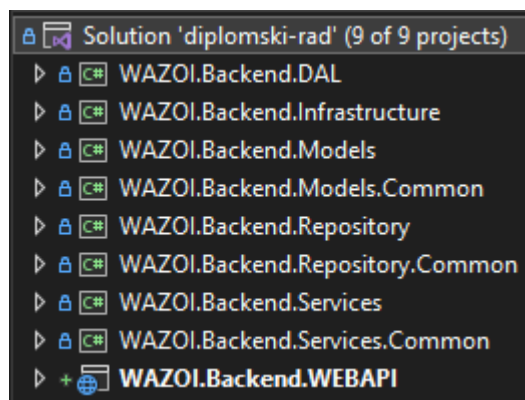 Solution 'diplomski-rad' (9 of 9 projects)
C# WAZOI.Backend.DAL
C# WAZOI.Backend.Infrastructure
C# WAZOI.Backend.Models
C# WAZOI.Backend.Models.Common
C# WAZOI.Backend.Repository
C# WAZOI.Backend.Repository.Common
C# WAZOI.Backend.Services
C# WAZOI.Backend.Services.Common
WAZOI.Backend.WEBAPI